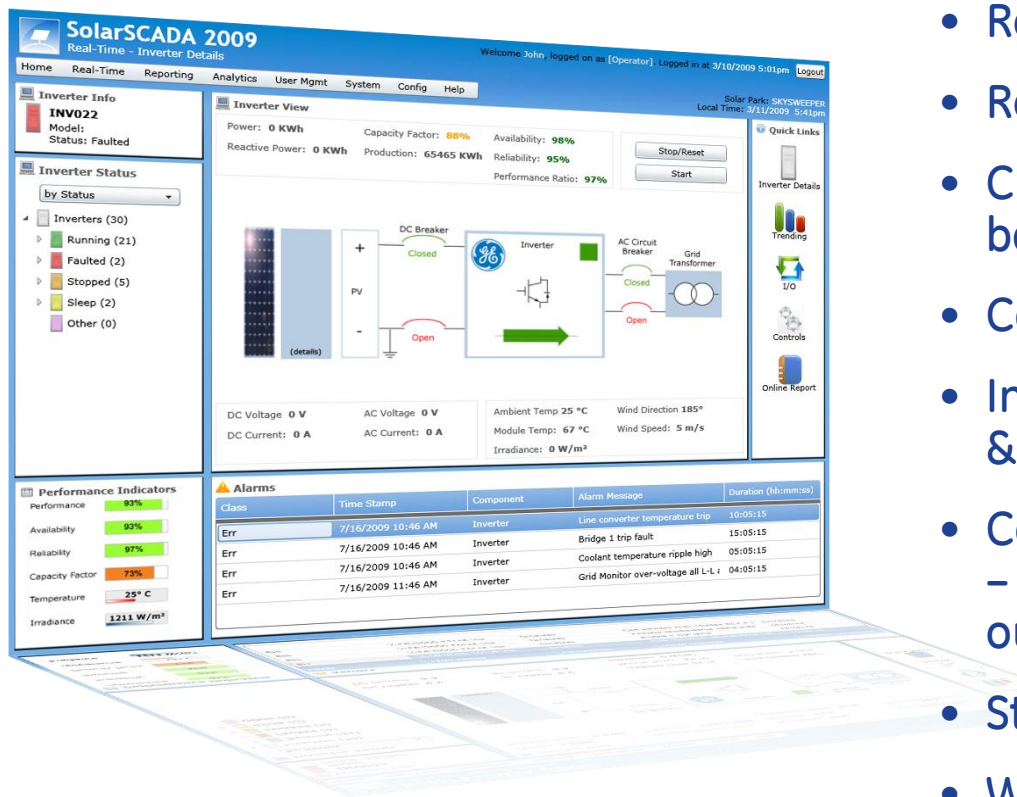 SolarSCADA 2009
Real-Time - Inverter Details
Welcome John, logged on as [Operator]. Logged in at 3/10/2009 5:01pm Logout
Home Real-Time Reporting Analytics User Mgmt System Config Help
Solar Park: SKYSWEEPER
Local Time: 3/11/2009 5:41pm
Inverter Info
INV022
Model:
Status: Faulted
Inverter Status
by Status
Inverters (30)
Running (21)
Faulted (2)
Stopped (5)
Sleep (2)
Other (0)
Inverter View
Power: 0 KWh Capacity Factor: 88% Availability: 98%
Reactive Power: 0 KWh Production: 65465 KWh Reliability: 95%
Performance Ratio: 97%
Stop/Reset
Start
DC Breaker
Closed
+
PV
-
Open
(details)
Inverter
AC Circuit
Breaker
Closed
Open
Grid
Transformer
DC Voltage 0 V AC Voltage 0 V
DC Current: 0 A AC Current: 0 A
Ambient Temp 25 °C Wind Direction 185°
Module Temp: 67 °C Wind Speed: 5 m/s
Irradiance: 0 W/m²
Quick Links
Inverter Details
Trending
I/O
Controls
Online Report
Performance Indicators
Performance 93%
Availability 93%
Reliability 97%
Capacity Factor 73%
Temperature 25° C
Irradiance 1211 W/m²
Alarms
Class Time Stamp Component Alarm Message Duration (hh:mm:ss)
Err 7/16/2009 10:46 AM Inverter Line converter temperature trip 10:05:15
Err 7/16/2009 10:46 AM Inverter Bridge 1 trip fault 15:05:15
Err 7/16/2009 10:46 AM Inverter Coolant temperature ripple high 05:05:15
Err 7/16/2009 11:46 AM Inverter Grid Monitor over-voltage all L-L 04:05:15
•
•
•
•
•
&
•
–
•
•